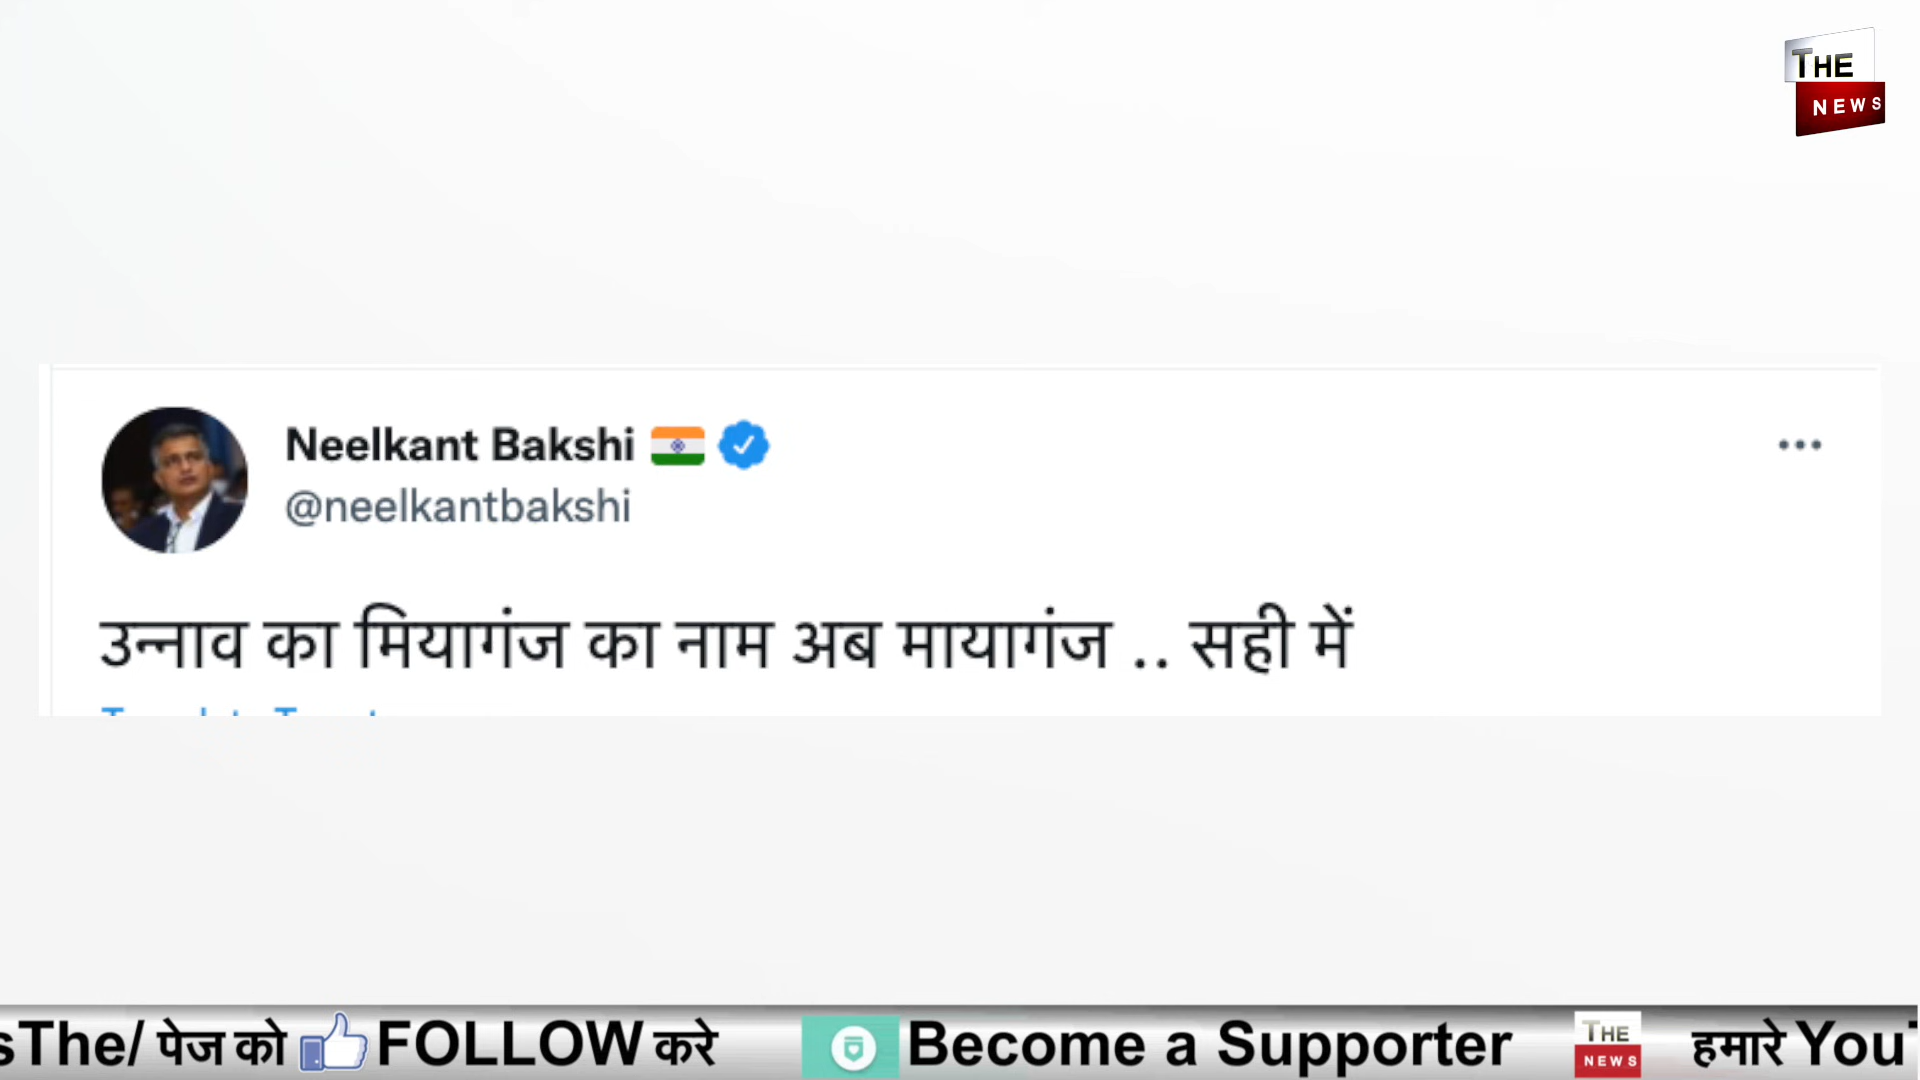 THE
NEWS
Neelkant Bakshi
@neelkantbakshi
उन्नाव का मियागंज का नाम अब मायागंज .. सही में
sThe/ पेज को FOLLOW करे Become a Supporter THE NEWS हमारे You